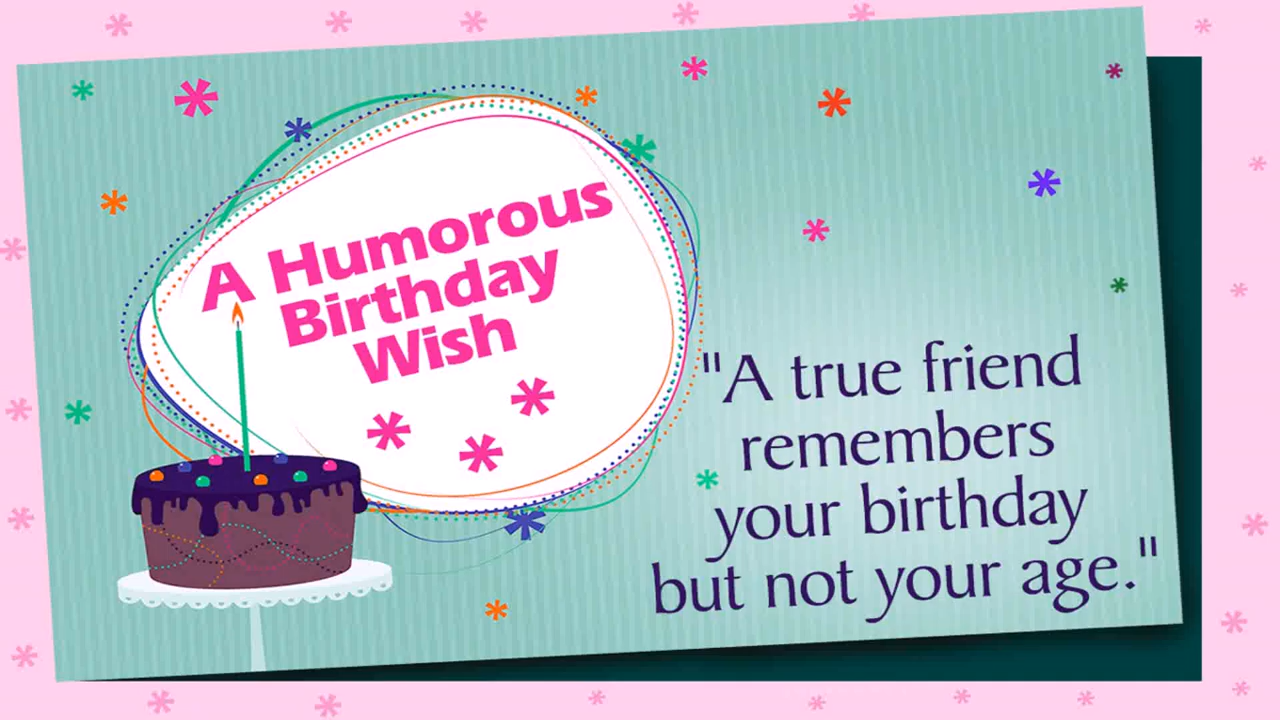 A Humorous
Birthday
Wish
"A true friend
remembers
your birthday
but not your age."